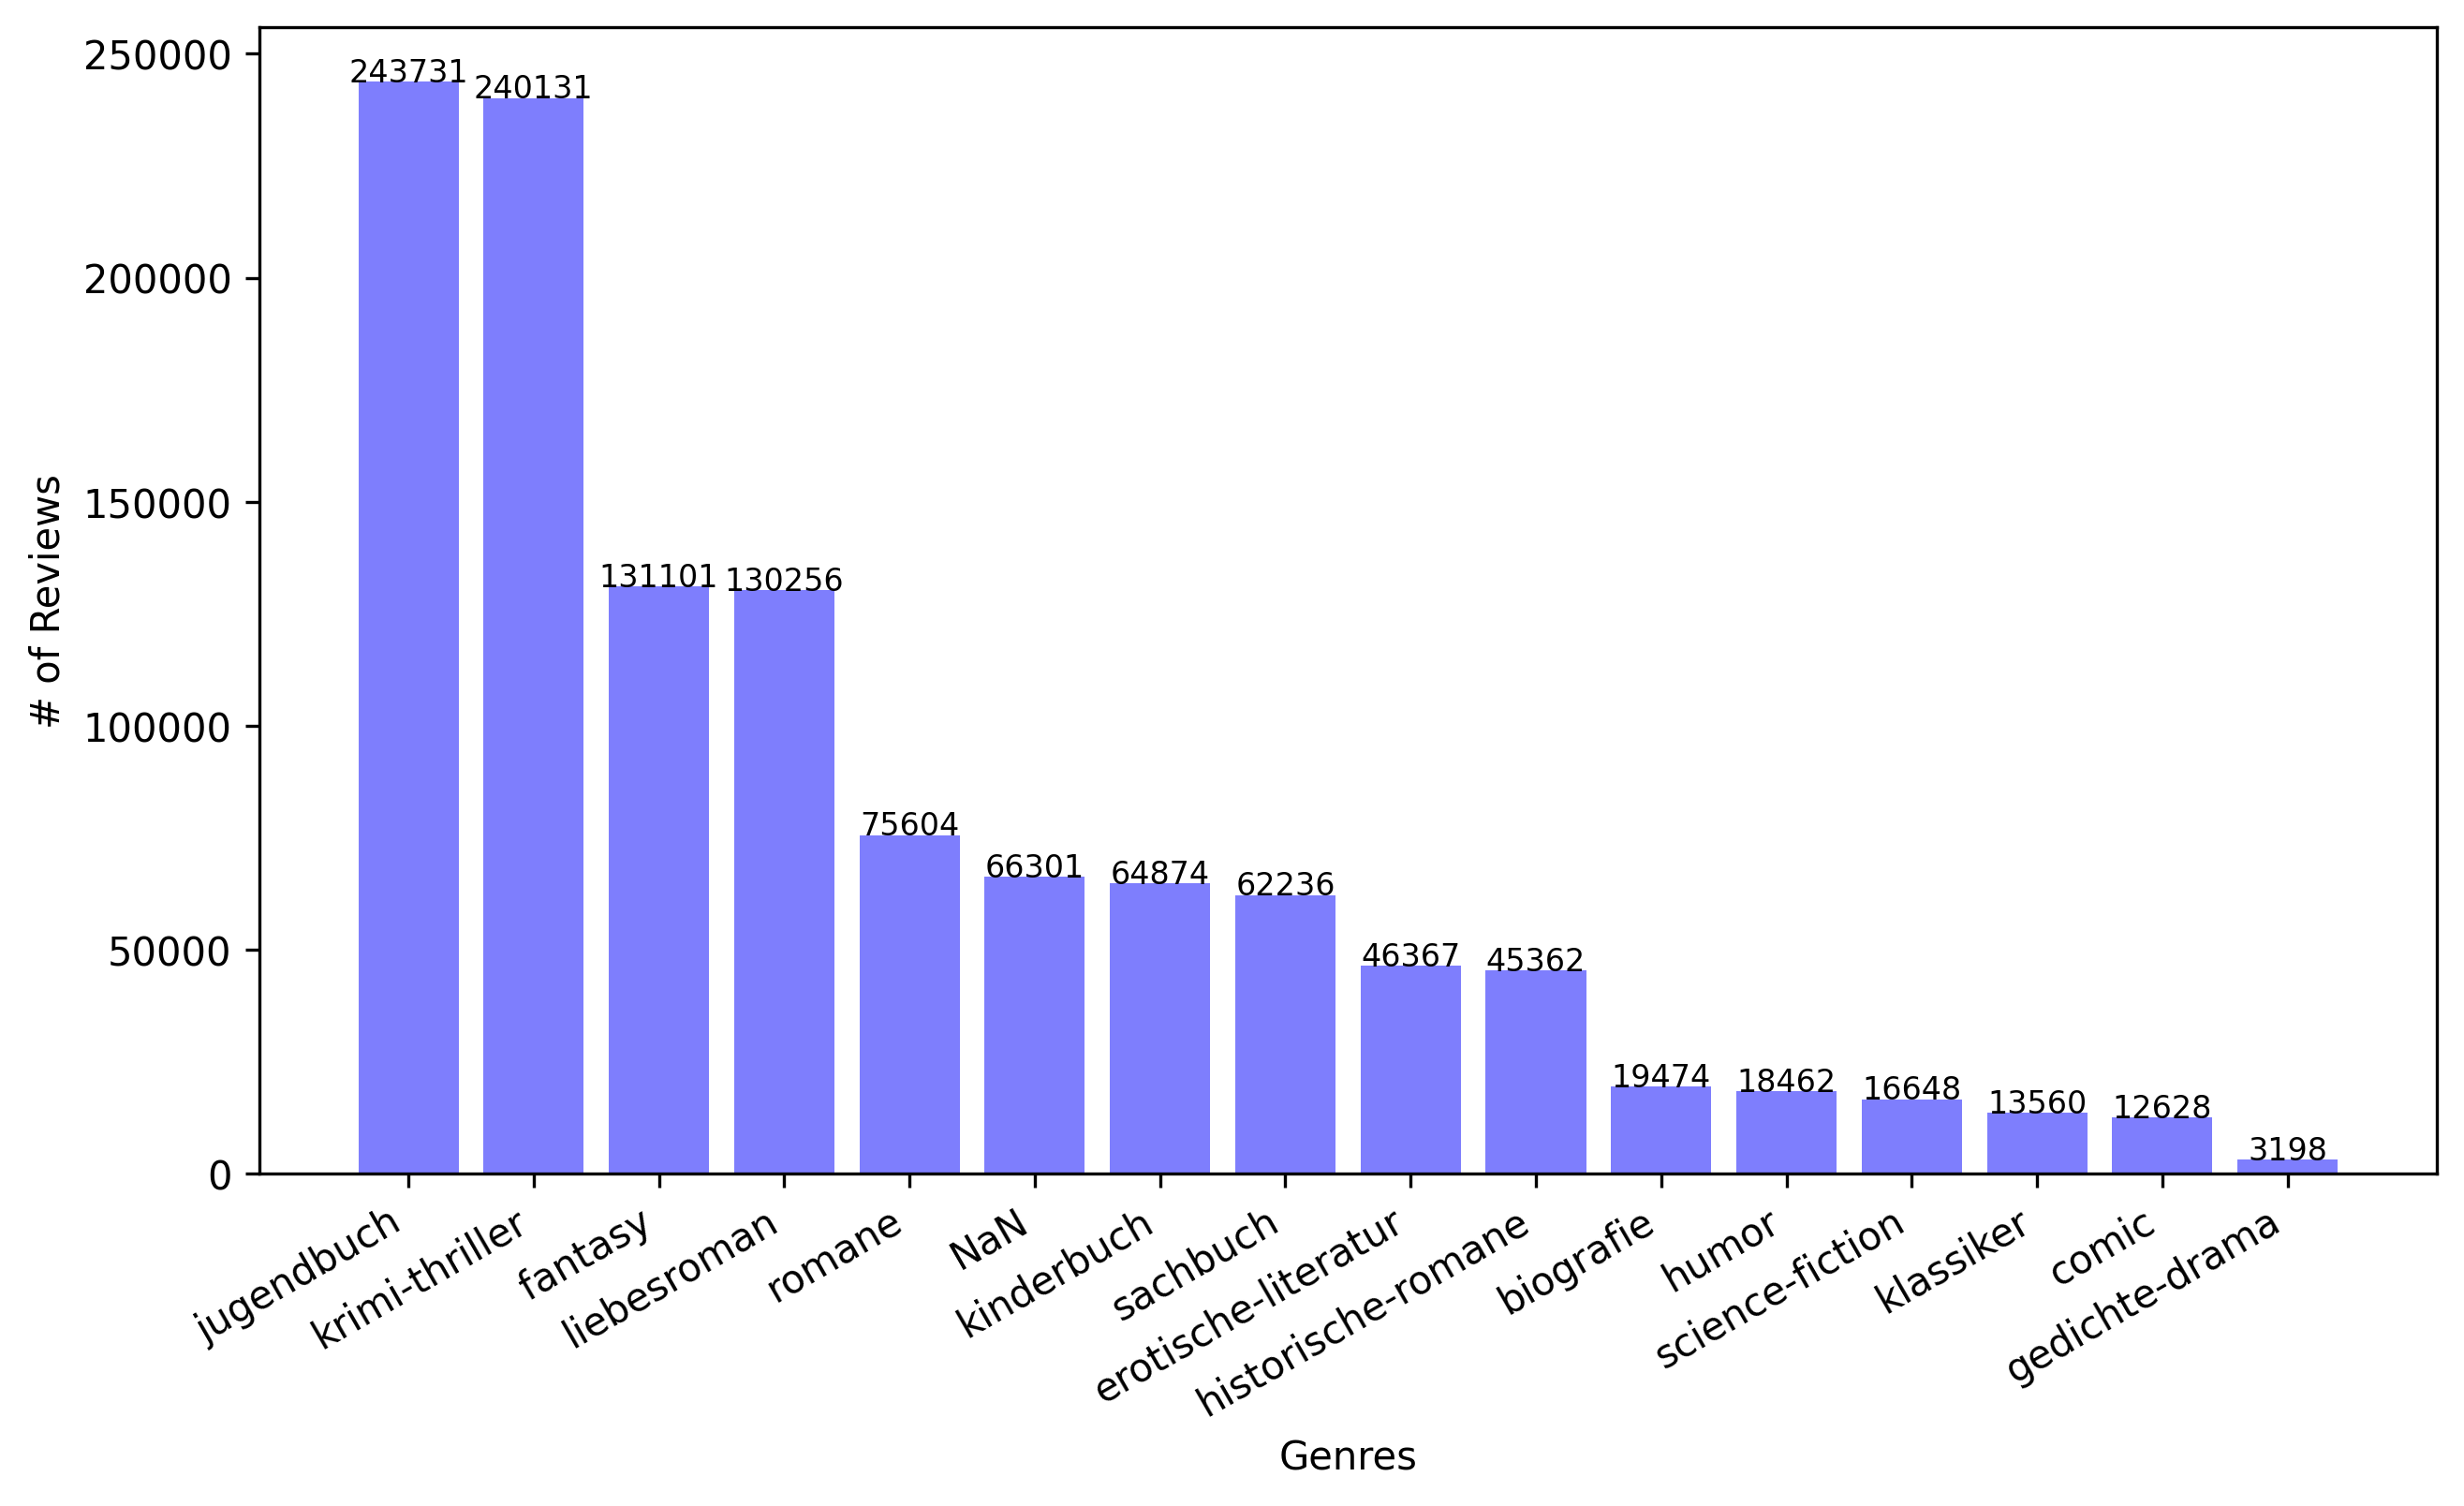 250000
200000
150000
100000
50000
0
# of Reviews
243731
240131
131101
130256
75604
66301
64874
62236
46367
45362
19474
18462
16648
13560
12628
3198
jugendbuch
krimi-thriller
fantasy
liebesroman
romane
NaN
kinderbuch
sachbuch
erotische-literatur
historische-romane
biografie
humor
science-fiction
klassiker
comic
gedichte-drama
Genres